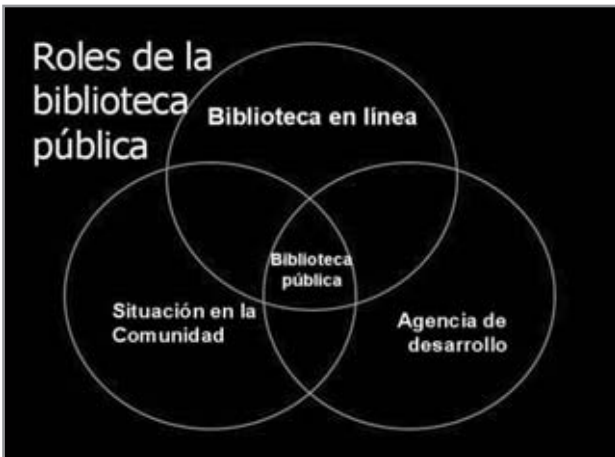 Roles de la
biblioteca
pública
Biblioteca en línea
Biblioteca
pública
Situación en la
Comunidad
Agencia de
desarrollo